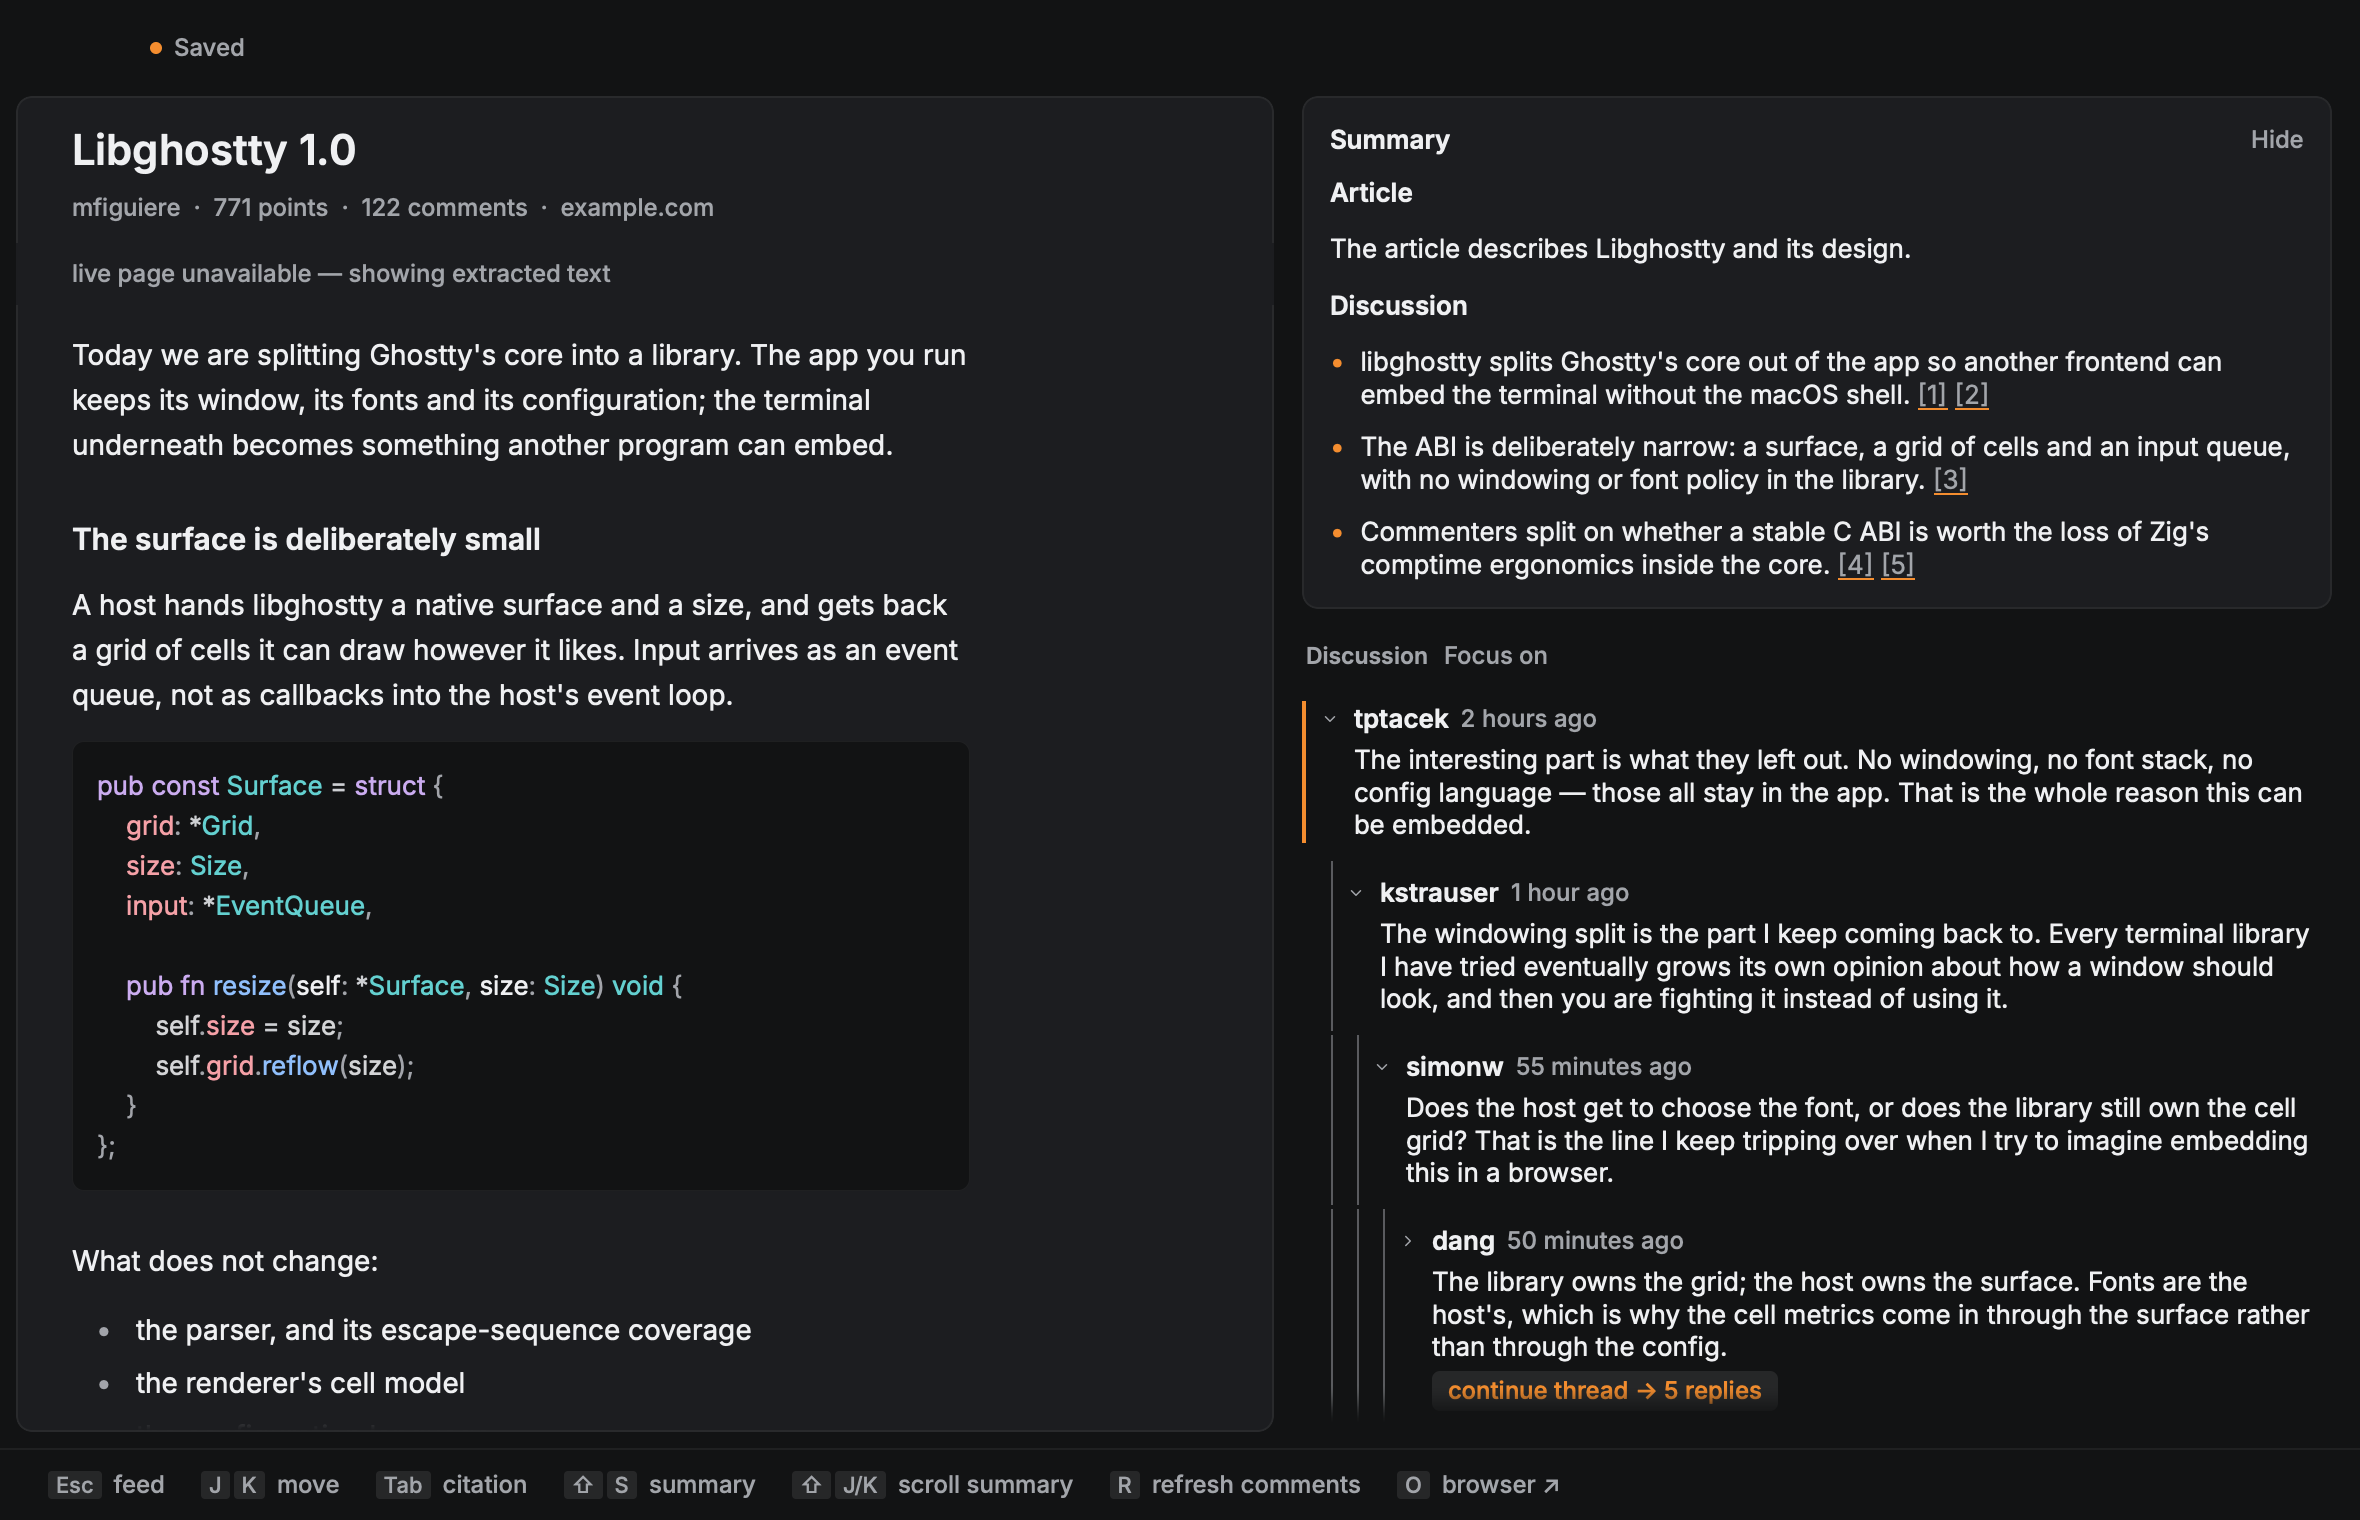 Saved
Libghostty 1.0
mfiguiere · 771 points · 122 comments · example.com
live page unavailable — showing extracted text
Today we are splitting Ghostty's core into a library. The app you run
keeps its window, its fonts and its configuration; the terminal
underneath becomes something another program can embed.
The surface is deliberately small
A host hands libghostty a native surface and a size, and gets back
a grid of cells it can draw however it likes. Input arrives as an event
queue, not as callbacks into the host's event loop.
pub const Surface = struct {
grid: *Grid,
size: Size,
input: *EventQueue,
pub fn resize(self: *Surface, size: Size) void {
self.size = size;
self.grid.reflow(size);
}
};
What does not change:
• the parser, and its escape-sequence coverage
• the renderer's cell model
Summary
Hide
Article
The article describes Libghostty and its design.
Discussion
• libghostty splits Ghostty's core out of the app so another frontend can
embed the terminal without the macOS shell. [1] [2]
• The ABI is deliberately narrow: a surface, a grid of cells and an input queue,
with no windowing or font policy in the library. [3]
• Commenters split on whether a stable C ABI is worth the loss of Zig's
comptime ergonomics inside the core. [4] [5]
Discussion Focus on
tptacek 2 hours ago
The interesting part is what they left out. No windowing, no font stack, no
config language — those all stay in the app. That is the whole reason this can
be embedded.
kstrauser 1 hour ago
The windowing split is the part I keep coming back to. Every terminal library
I have tried eventually grows its own opinion about how a window should
look, and then you are fighting it instead of using it.
simonw 55 minutes ago
Does the host get to choose the font, or does the library still own the cell
grid? That is the line I keep tripping over when I try to imagine embedding
this in a browser.
dang 50 minutes ago
The library owns the grid; the host owns the surface. Fonts are the
host's, which is why the cell metrics come in through the surface rather
than through the config.
continue thread → 5 replies
Esc feed J K move Tab citation ⇧ S summary ⇧ J/K scroll summary R refresh comments O browser ↗